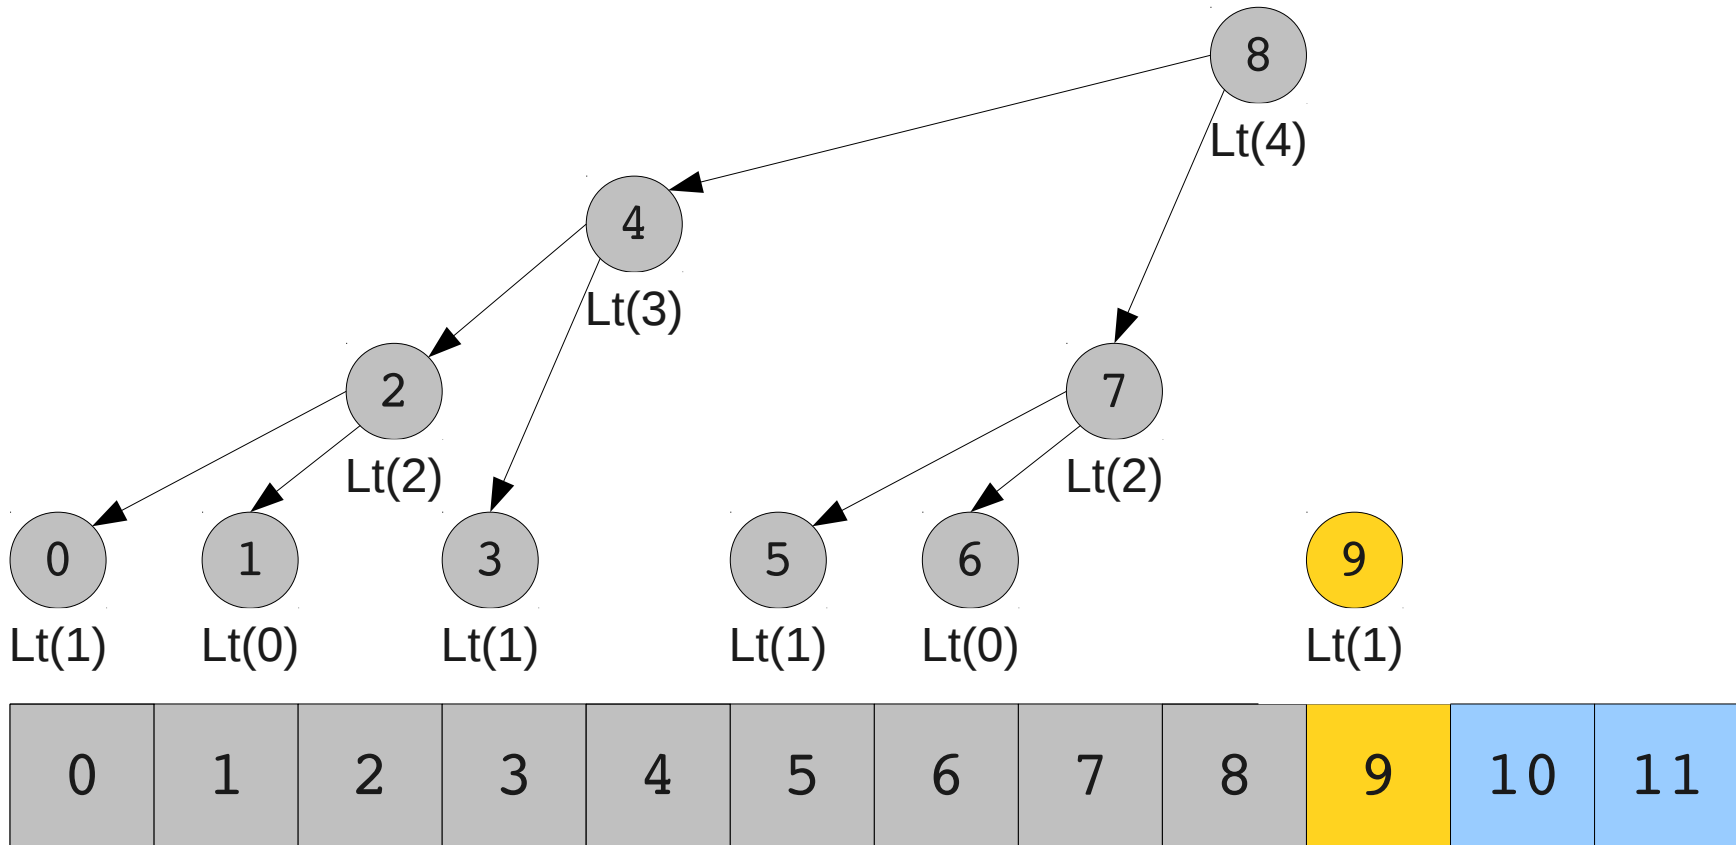 8
Lt(4)
4
Lt(3)
2 7
Lt(2) Lt(2)
0 1 3 5 6 9
Lt(1) Lt(0) Lt(1) Lt(1) Lt(0) Lt(1)
0 1 2 3 4 5 6 7 8 9 10 11